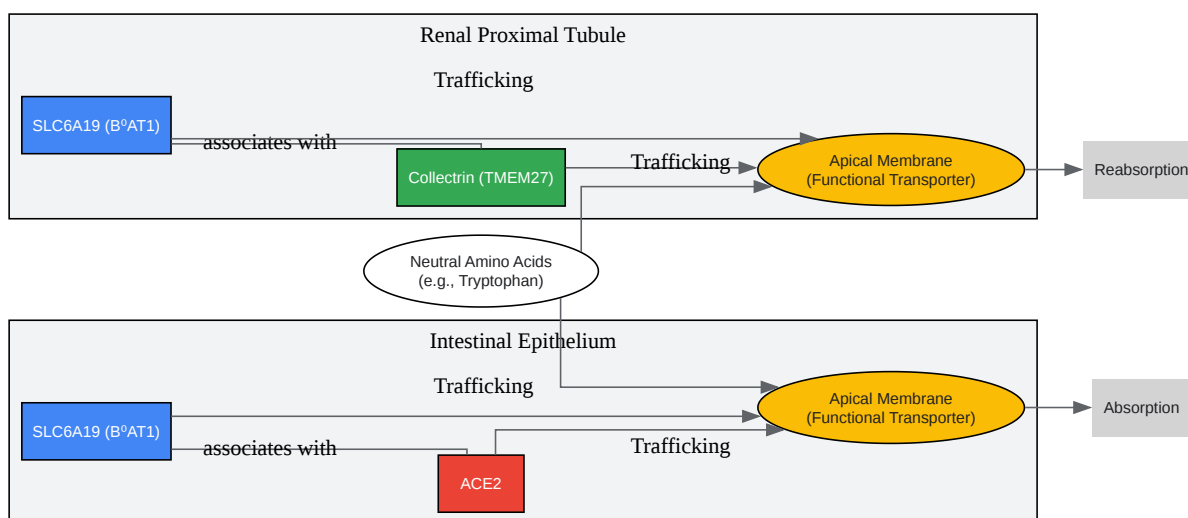 Renal Proximal Tubule
Trafficking
SLC6A19 (B⁰AT1)
associates with
Collectrin (TMEM27)
Trafficking
Apical Membrane
(Functional Transporter)
Reabsorption
Neutral Amino Acids
(e.g., Tryptophan)
Intestinal Epithelium
Trafficking
SLC6A19 (B⁰AT1)
associates with
ACE2
Trafficking
Apical Membrane
(Functional Transporter)
Absorption